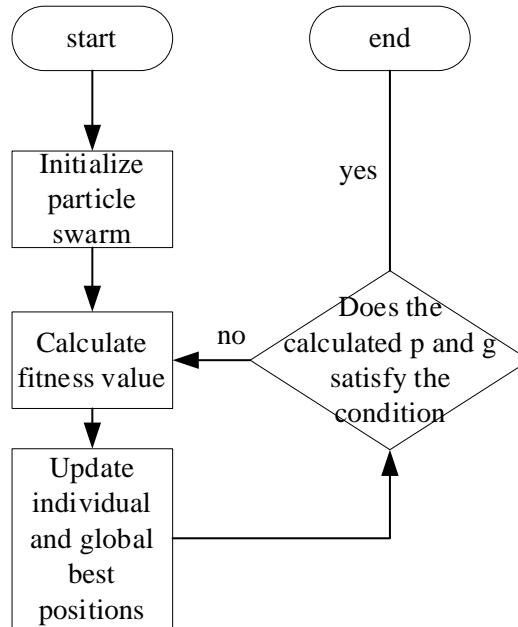 start
Initialize
particle
swarm
Calculate
fitness value
Update
individual
and global
best
positions
Does the
calculated p and g
satisfy the
condition
no
yes
end